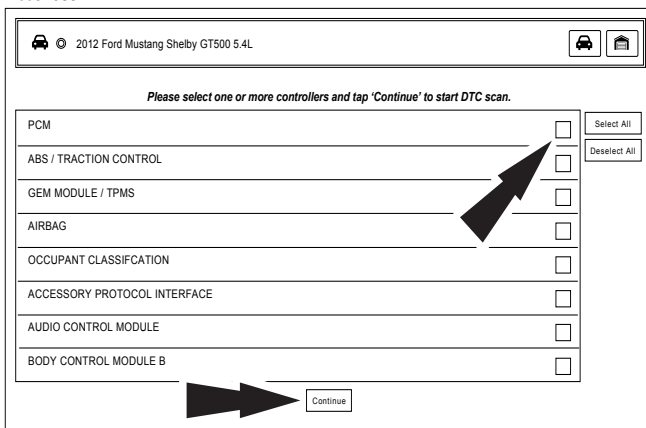 2012 Ford Mustang Shelby GT500 5.4L
Please select one or more controllers and tap ‘Continue’ to start DTC scan.
PCM
Select All
Deselect All
ABS / TRACTION CONTROL
GEM MODULE / TPMS
AIRBAG
OCCUPANT CLASSIFCATION
ACCESSORY PROTOCOL INTERFACE
AUDIO CONTROL MODULE
BODY CONTROL MODULE B
Continue